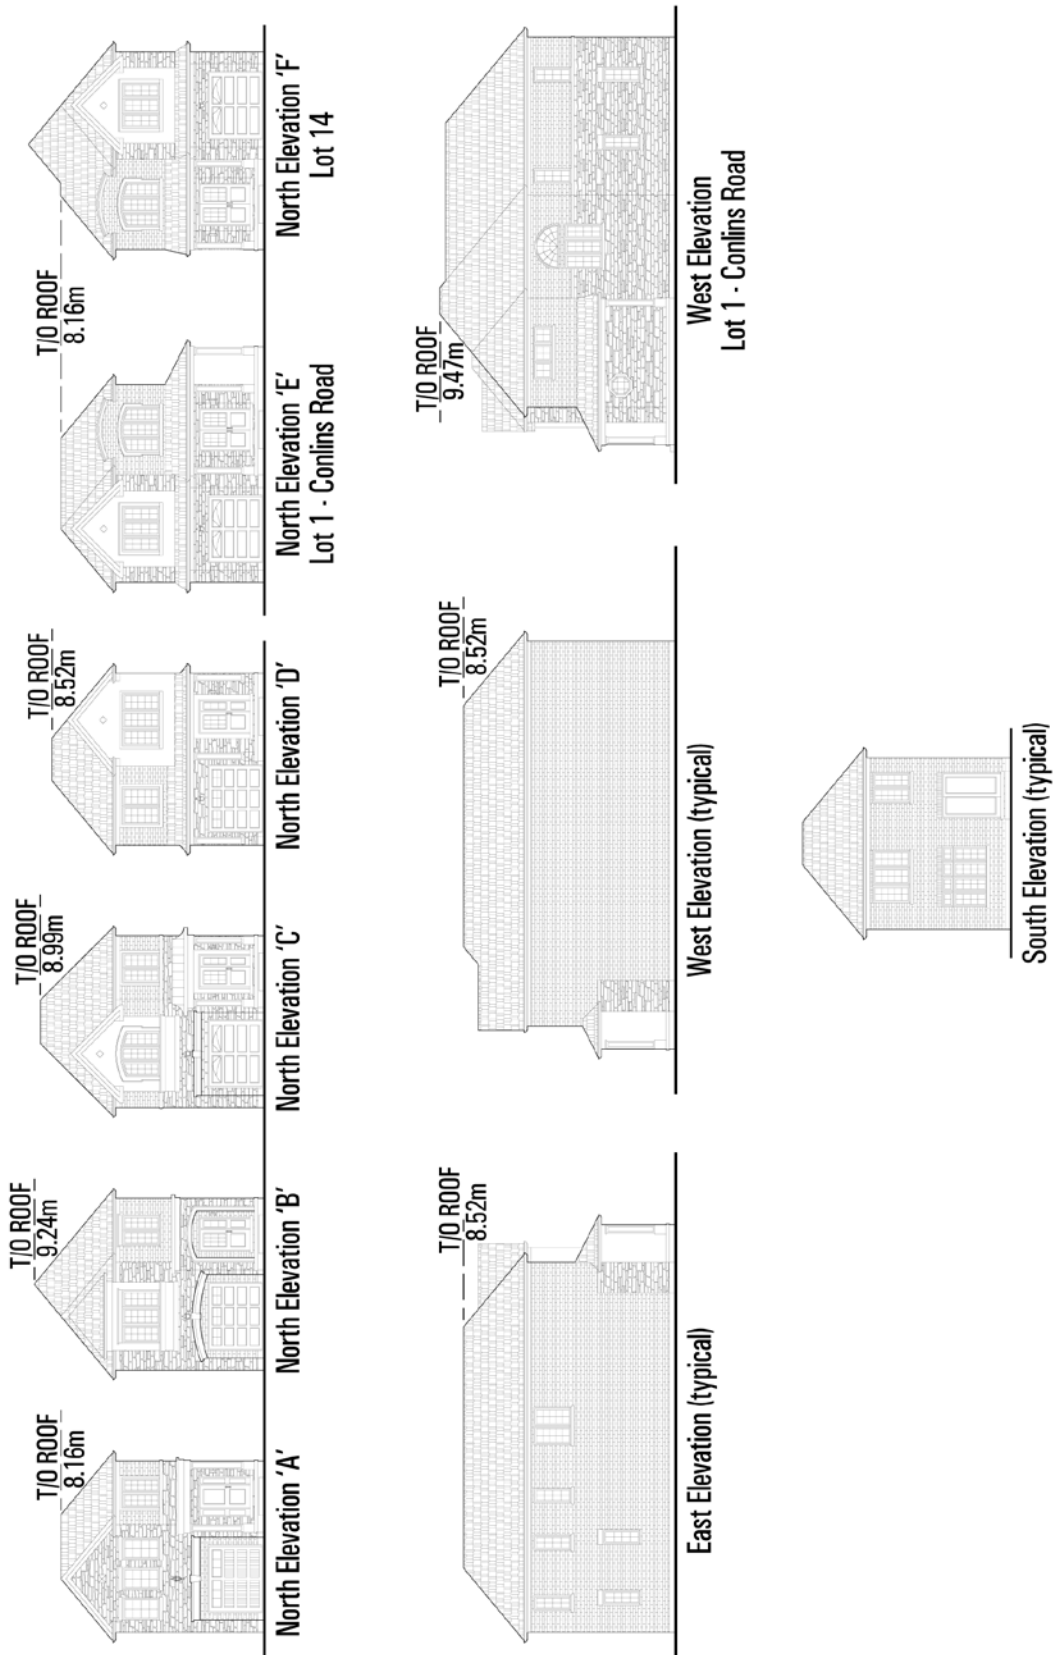 T/O ROOF
8.16m
North Elevation 'A'
T/O ROOF
9.24m
North Elevation 'B'
T/O ROOF
8.99m
North Elevation 'C'
T/O ROOF
8.52m
North Elevation 'D'
North Elevation 'E'
Lot 1 - Conlins Road
T/O ROOF
8.16m
North Elevation 'F'
Lot 14
T/O ROOF
8.52m
East Elevation (typical)
T/O ROOF
8.52m
West Elevation (typical)
T/O ROOF
9.47m
West Elevation
Lot 1 - Conlins Road
South Elevation (typical)